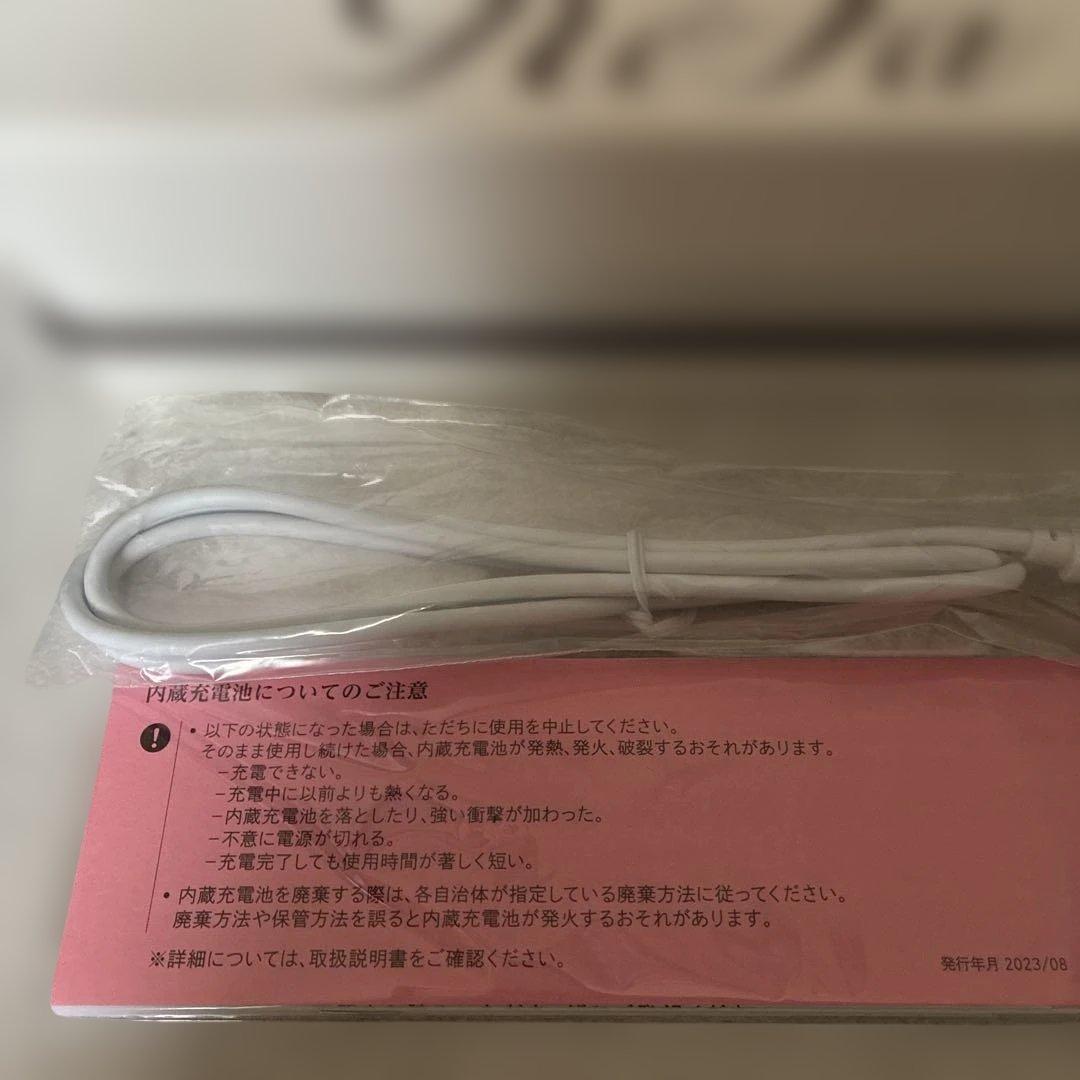 内蔵充電池についてのご注意
• 以下の状態になった場合は、ただちに使用を中止してください。
そのまま使用し続けた場合、内蔵充電池が発熱、発火、破裂するおそれがあります。
－充電できない。
－充電中に以前よりも熱くなる。
－内蔵充電池を落としたり、強い衝撃が加わった。
－不意に電源が切れる。
－充電完了しても使用時間が著しく短い。
• 内蔵充電池を廃棄する際は、各自治体が指定している廃棄方法に従ってください。
廃棄方法や保管方法を誤ると内蔵充電池が発火するおそれがあります。
※詳細については、取扱説明書をご確認ください。
発行年月 2023/08